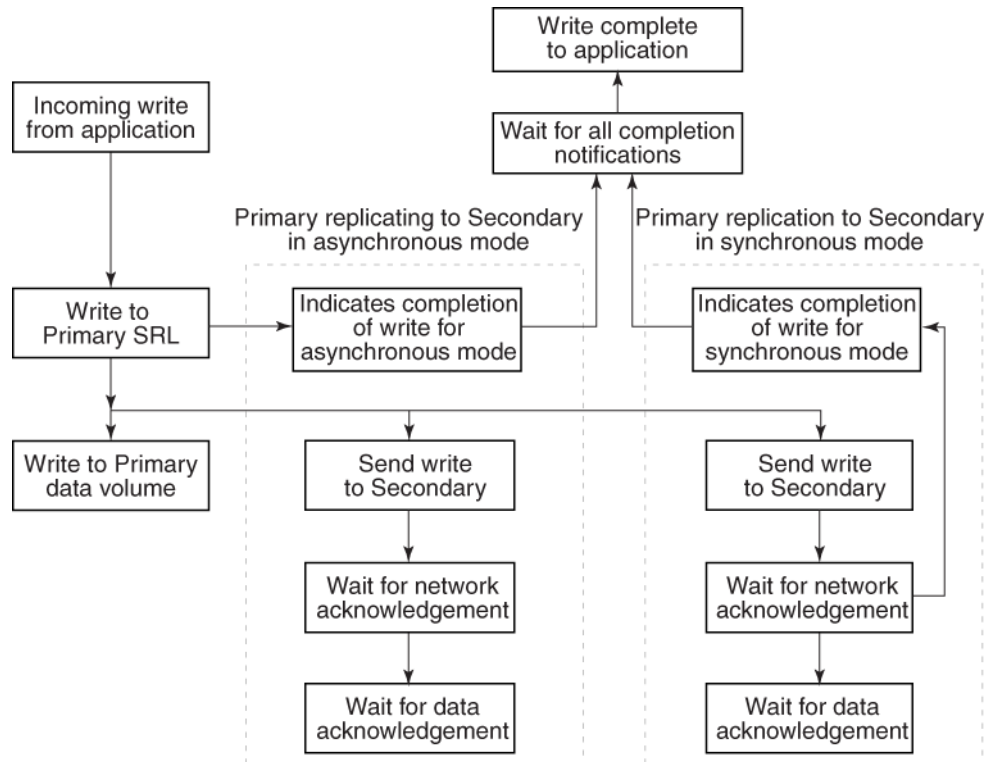 Write complete
to application
Incoming write
from application
Wait for all completion
notifications
Primary replicating to Secondary
in asynchronous mode
Primary replication to Secondary
in synchronous mode
Write to
Primary SRL
Indicates completion
of write for
asynchronous mode
Indicates completion
of write for
synchronous mode
Write to Primary
data volume
Send write
to Secondary
Send write
to Secondary
Wait for network
acknowledgement
Wait for network
acknowledgement
Wait for data
acknowledgement
Wait for data
acknowledgement